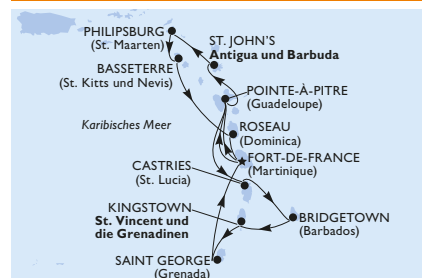 PHILIPSBURG
(St. Maarten)
ST. JOHN'S
Antigua und Barbuda
BASSETERRE
(St. Kitts und Nevis)
POINTE-À-PITRE
(Guadeloupe)
Karibisches Meer
ROSEAU
(Dominica)
FORT-DE-FRANCE
(Martinique)
CASTRIES
(St. Lucia)
KINGSTOWN
St. Vincent und
die Grenadinen
BRIDGETOWN
(Barbados)
SAINT GEORGE
(Grenada)